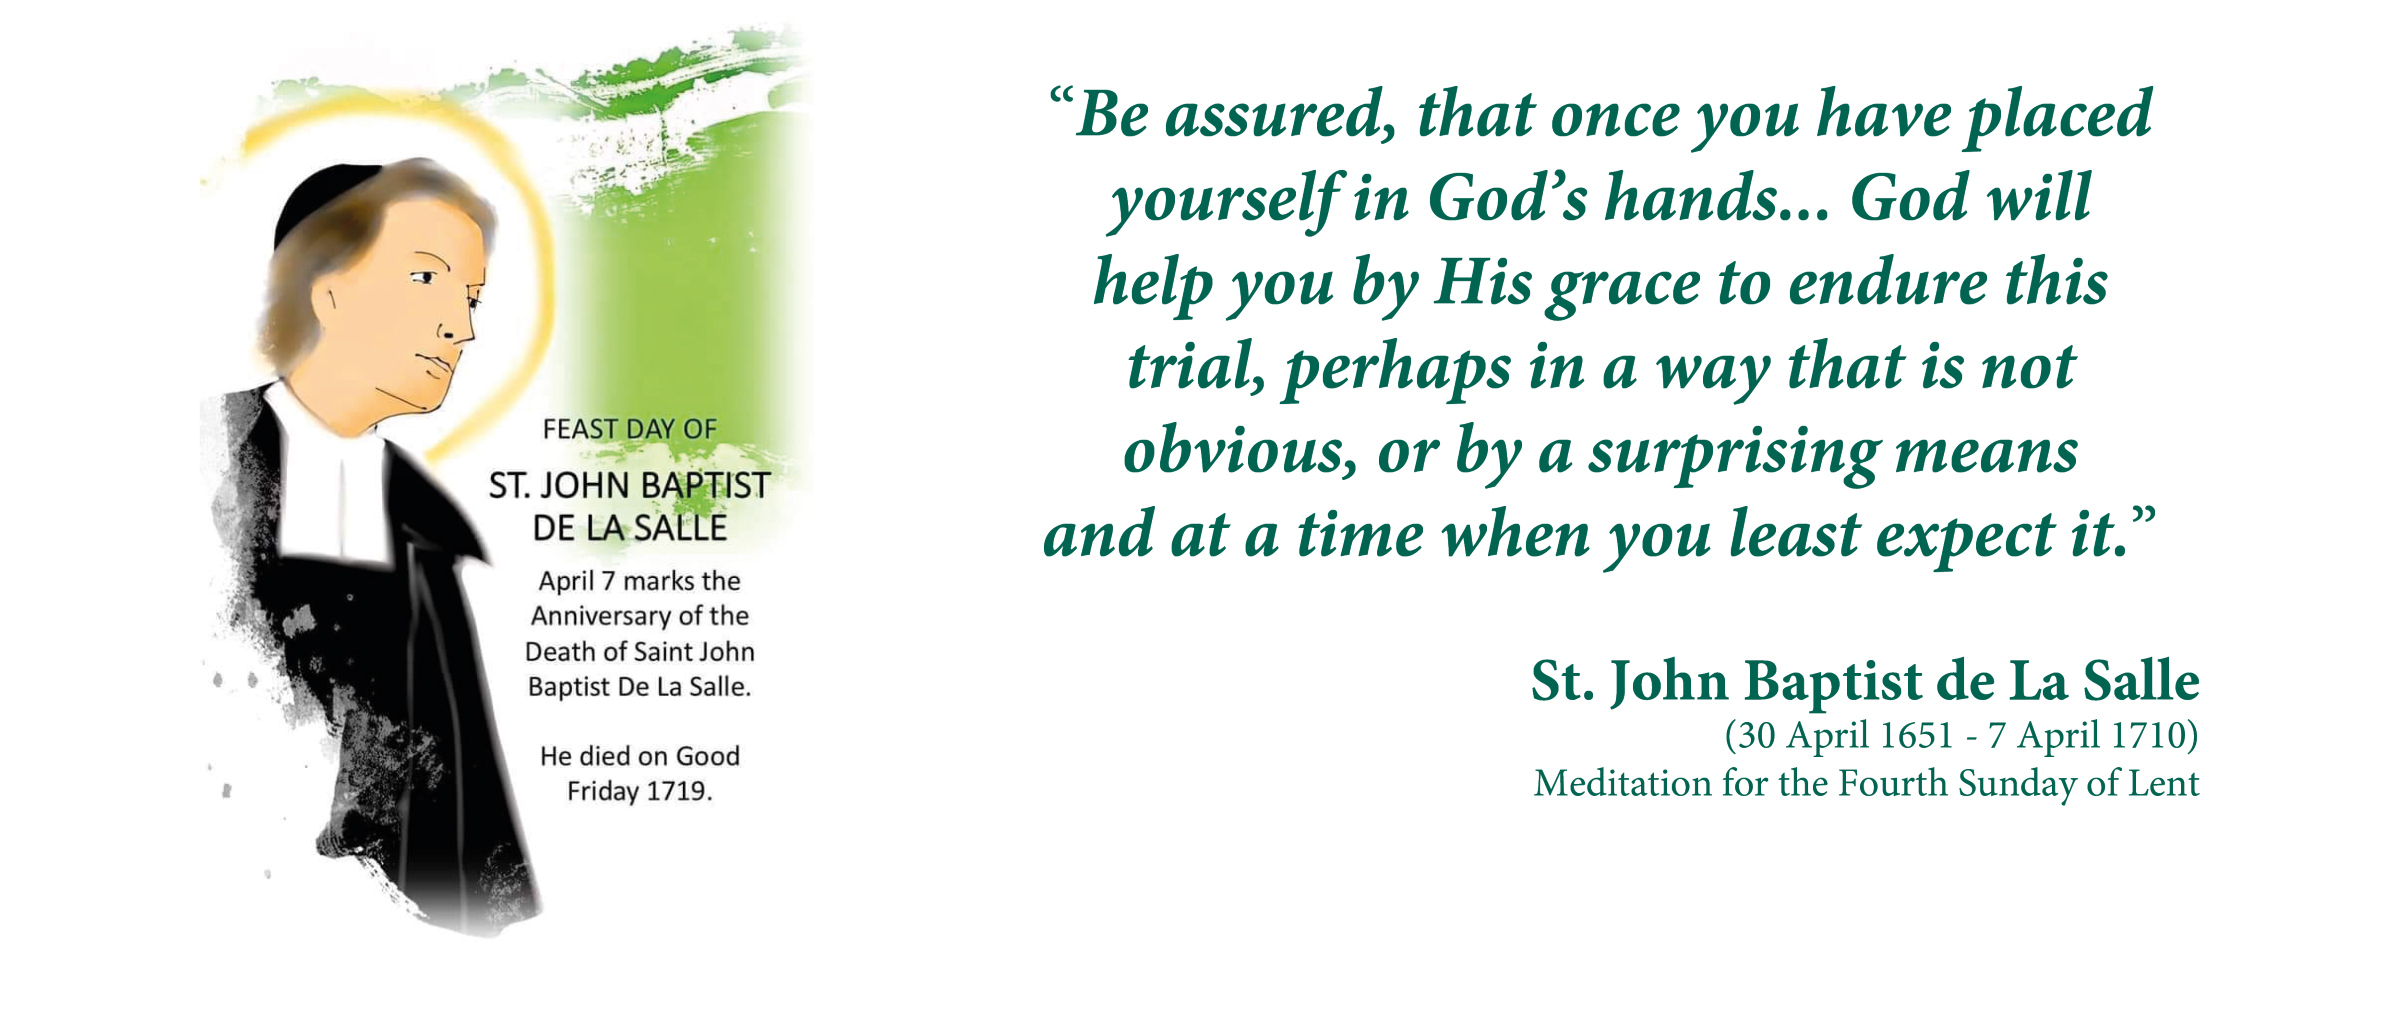 FEAST DAY OF
ST. JOHN BAPTIST
DE LA SALLE
April 7 marks the
Anniversary of the
Death of Saint John
Baptist De La Salle.
He died on Good
Friday 1719.
“Be assured, that once you have placed
yourself in God’s hands... God will
help you by His grace to endure this
trial, perhaps in a way that is not
obvious, or by a surprising means
and at a time when you least expect it.”
St. John Baptist de La Salle
(30 April 1651 - 7 April 1710)
Meditation for the Fourth Sunday of Lent